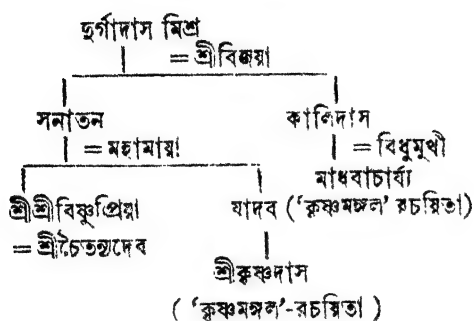 দুর্গাদাস মিশ্র
= শ্রীবিজয়া
সনাতন কালিদাস
= মহামায়া = বিধুমুখী
মাধবাচার্য্য
শ্রীশ্রীবিষ্ণুপ্রিয়া যাদব ('কৃষ্ণমঙ্গল' রচয়িতা)
= শ্রীচৈতন্যদেব
শ্রীকৃষ্ণদাস
( 'কৃষ্ণমঙ্গল'-রচয়িতা )